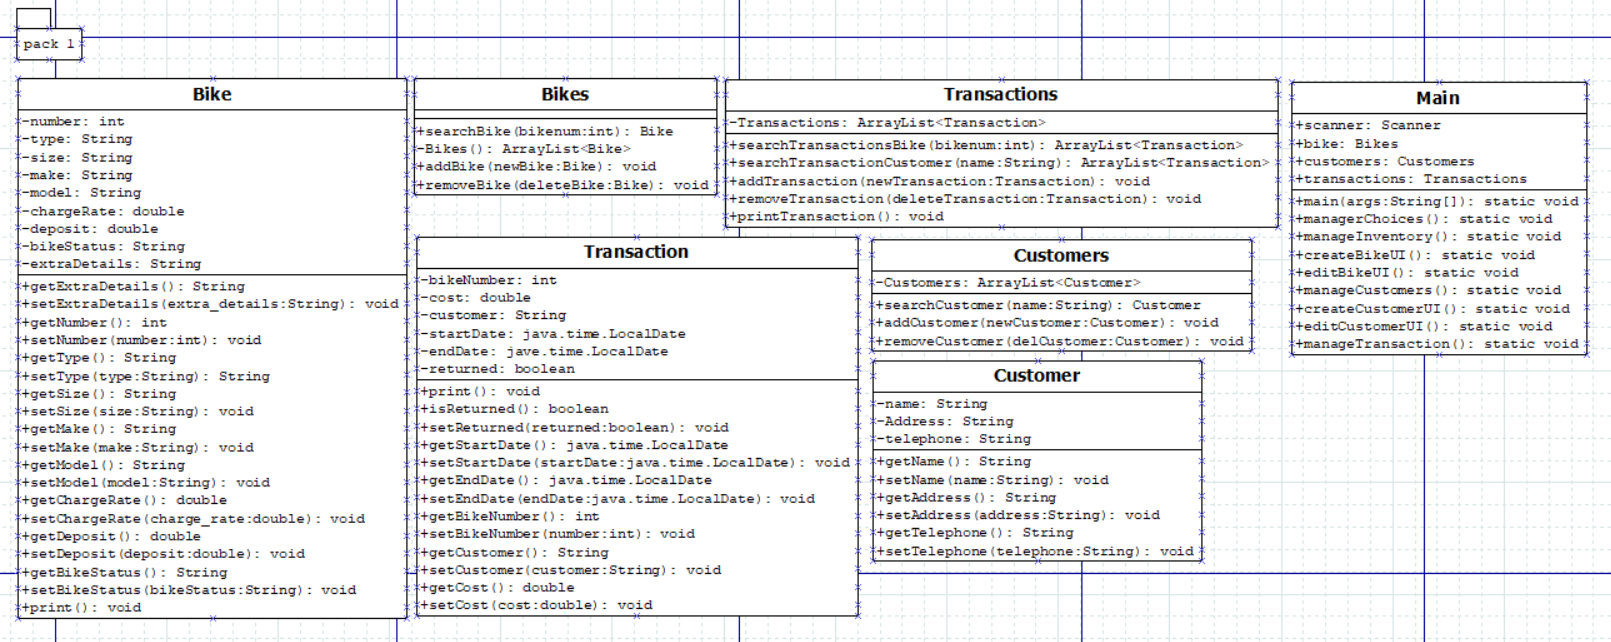 pack 1
Bike
-number: int
-type: String
-size: String
-make: String
-model: String
-chargeRate: double
-deposit: double
-bikeStatus: String
-extraDetails: String
+getExtraDetails(): String
+setExtraDetails(extra_details:String): void
+getNumber(): int
+setNumber(number:int): void
+getType(): String
+setType(type:String): String
+getSize(): String
+setSize(size:String): void
+getMake(): String
+setMake(make:String): void
+getModel(): String
+setModel(model:String): void
+getChargeRate(): double
+setChargeRate(charge_rate:double): void
+getDeposit(): double
+setDeposit(deposit:double): void
+getBikeStatus(): String
+setBikeStatus(bikeStatus:String): void
+print(): void
Bikes
+searchBike(bikenum:int): Bike
-Bikes(): ArrayList<Bike>
+addBike(newBike:Bike): void
+removeBike(deleteBike:Bike): void
Transactions
-Transactions: ArrayList<Transaction>
+searchTransactionsBike(bikenum:int): ArrayList<Transaction>
+searchTransactionCustomer(name:String): ArrayList<Transaction>
+addTransaction(newTransaction:Transaction): void
+removeTransaction(deleteTransaction:Transaction): void
+printTransaction(): void
Main
+scanner: Scanner
+bike: Bikes
+customers: Customers
+transactions: Transactions
+main(args:String[]): static void
+managerChoices(): static void
+manageInventory(): static void
+createBikeUI(): static void
+editBikeUI(): static void
+manageCustomers(): static void
+createCustomerUI(): static void
+editCustomerUI(): static void
+manageTransaction(): static void
Transaction
-bikeNumber: int
-cost: double
-customer: String
-startDate: java.time.LocalDate
-endDate: jave.time.LocalDate
-returned: boolean
+print(): void
+isReturned(): boolean
+setReturned(returned:boolean): void
+getStartDate(): java.time.LocalDate
+setStartDate(startDate:java.time.LocalDate): void
+getEndDate(): java.time.LocalDate
+setEndDate(endDate:java.time.LocalDate): void
+getBikeNumber(): int
+setBikeNumber(number:int): void
+getCustomer(): String
+setCustomer(customer:String): void
+getCost(): double
+setCost(cost:double): void
Customers
-Customers: ArrayList<Customer>
+searchCustomer(name:String): Customer
+addCustomer(newCustomer:Customer): void
+removeCustomer(delCustomer:Customer): void
Customer
-name: String
-Address: String
-telephone: String
+getName(): String
+setName(name:String): void
+getAddress(): String
+setAddress(address:String): void
+getTelephone(): String
+setTelephone(telephone:String): void